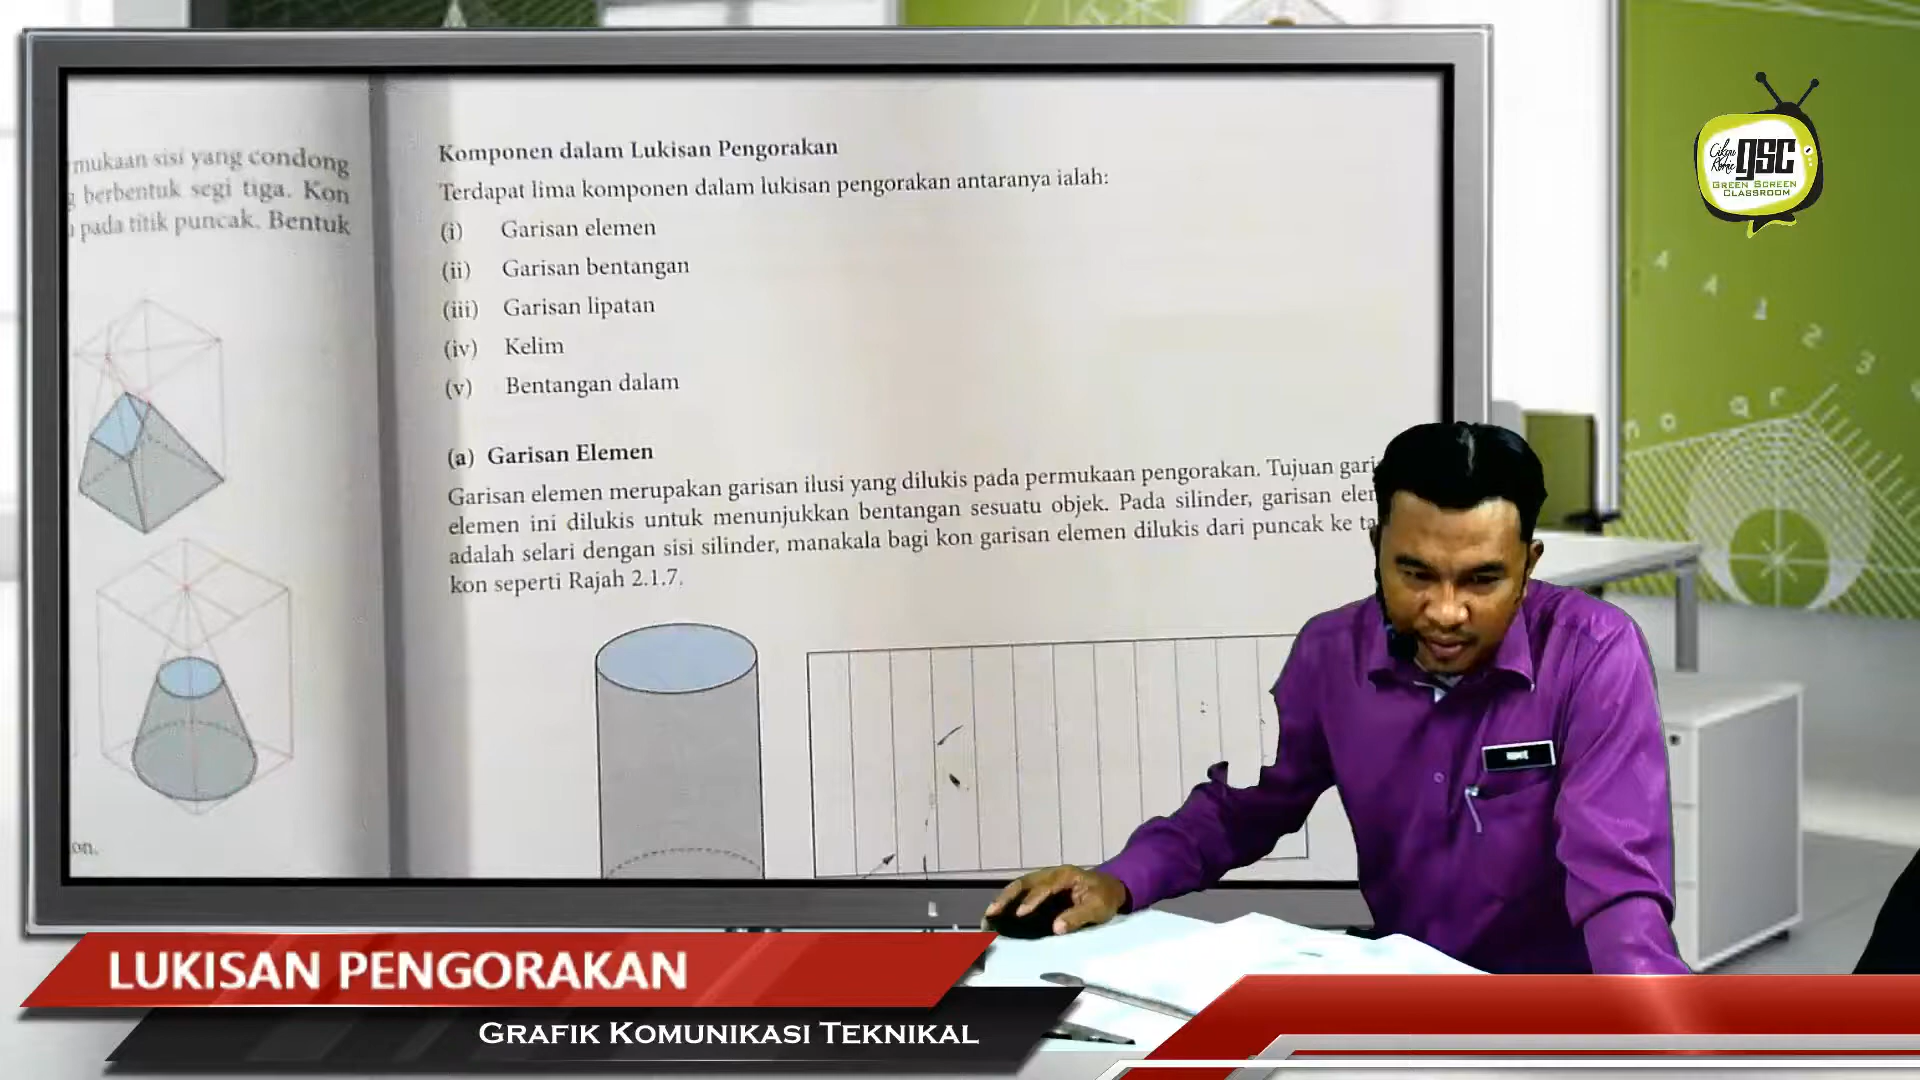 mukaan sisi yang condong
berbentuk segi tiga. Kon
pada titik puncak. Bentuk
on.
Komponen dalam Lukisan Pengorakan
Terdapat lima komponen dalam lukisan pengorakan antaranya ialah:
(i) Garisan elemen
(ii) Garisan bentangan
(iii) Garisan lipatan
(iv) Kelim
(v) Bentangan dalam
(a) Garisan Elemen
Garisan elemen merupakan garisan ilusi yang dilukis pada permukaan pengorakan. Tujuan gari
elemen ini dilukis untuk menunjukkan bentangan sesuatu objek. Pada silinder, garisan elem
adalah selari dengan sisi silinder, manakala bagi kon garisan elemen dilukis dari puncak ke ta
kon seperti Rajah 2.1.7.
Cikgu
GSC
GREEN SCREEN
CLASSROOM
LUKISAN PENGORAKAN
GRAFIK KOMUNIKASI TEKNIKAL